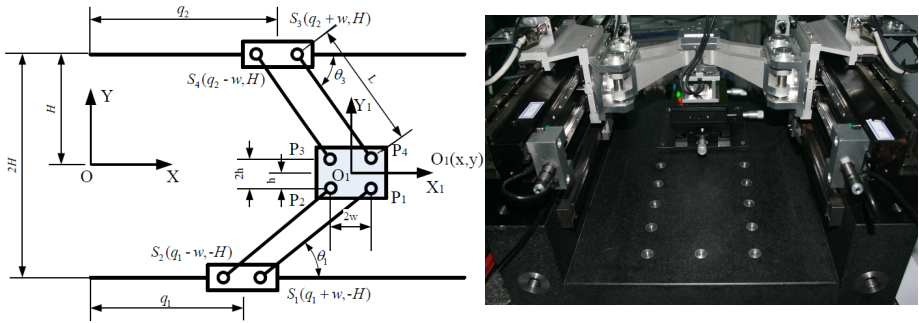 q₂
S₃(q₂ + w, H)
S₄(q₂ - w, H)
θ₃
L
Y
H
2H
Y₁
P₃
P₄
O₁(x,y)
O
X
2h
h
O₁
X₁
P₂
P₁
2w
S₂(q₁ - w, -H)
θ₁
S₁(q₁ + w, -H)
q₁